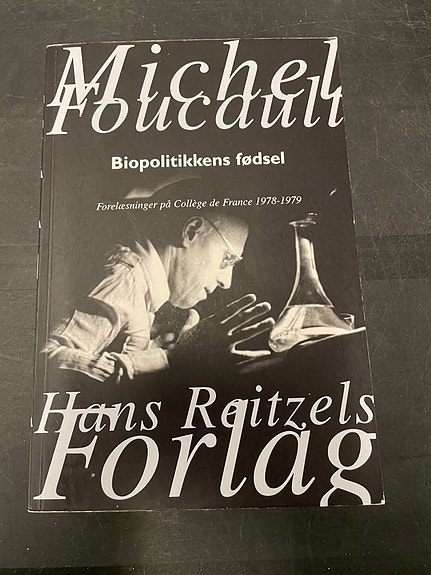 Michel
Foucault
Biopolitikkens fødsel
Forelæsninger på Collège de France 1978-1979
Hans Reitzels
Forlag